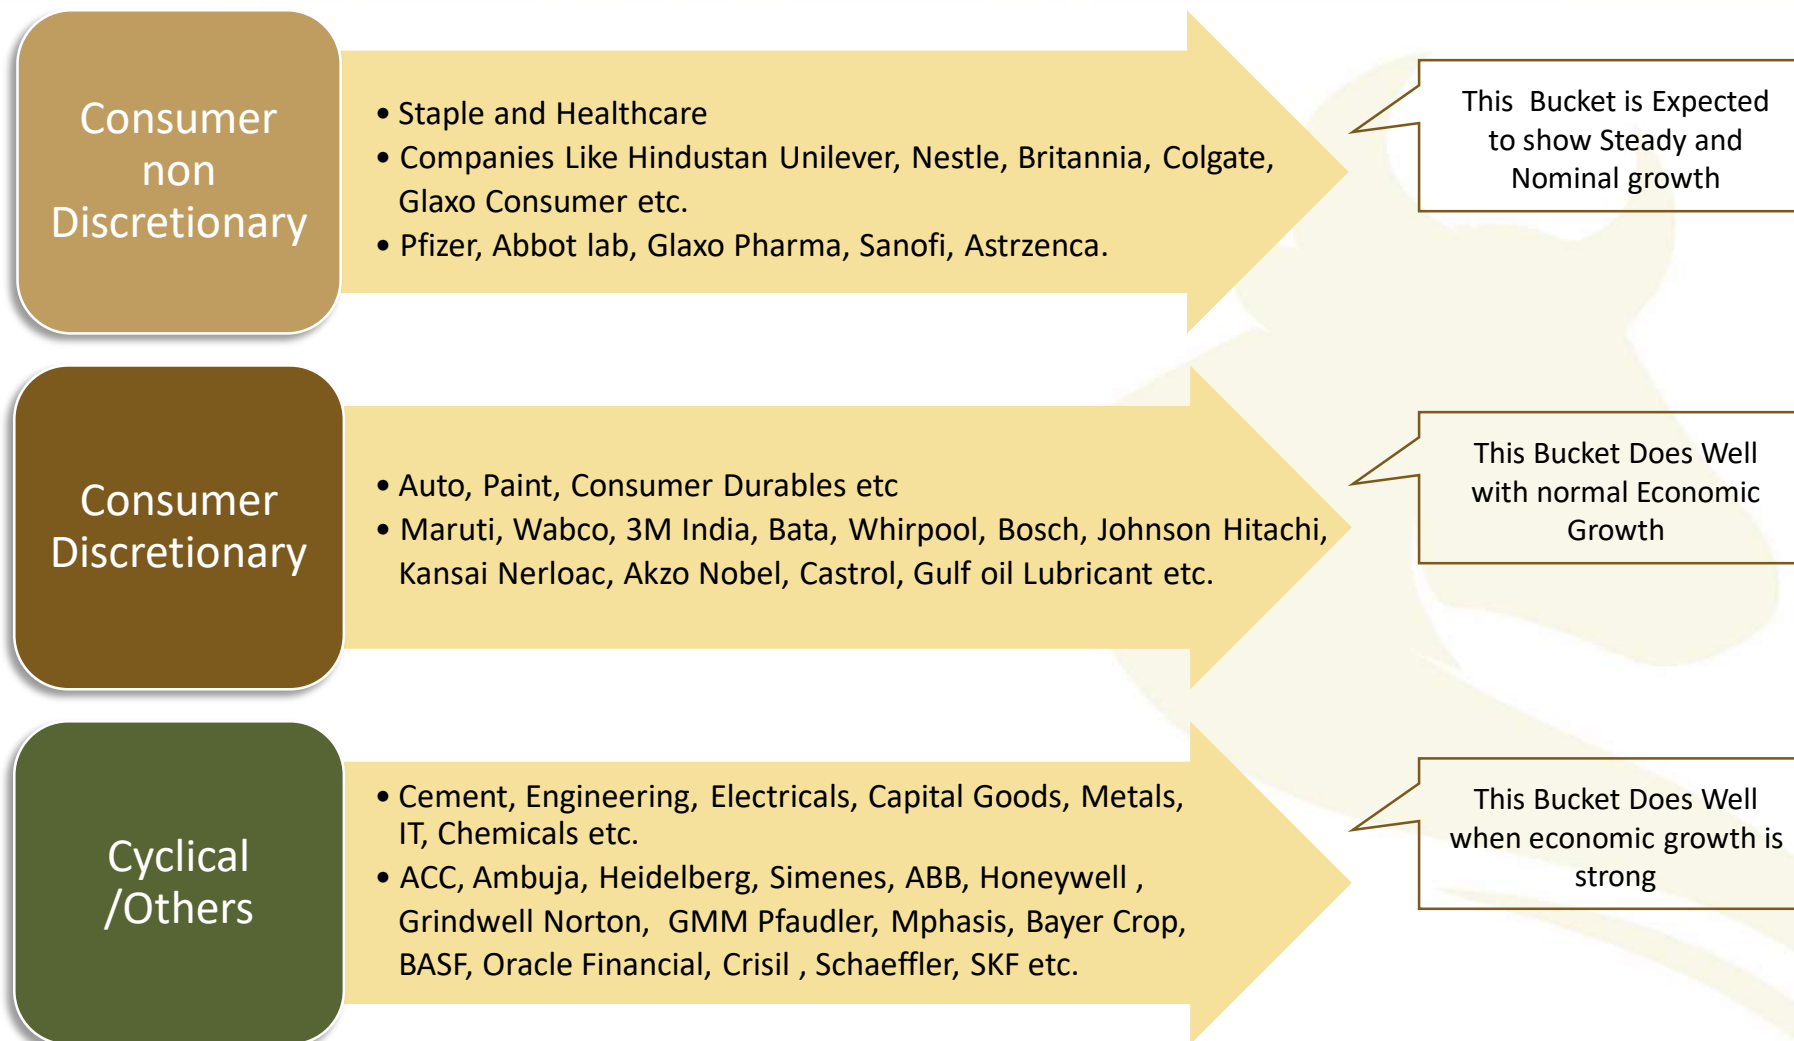 Consumer
non
Discretionary
• Staple and Healthcare
• Companies Like Hindustan Unilever, Nestle, Britannia, Colgate,
Glaxo Consumer etc.
• Pfizer, Abbot lab, Glaxo Pharma, Sanofi, Astrzenca.
This Bucket is Expected
to show Steady and
Nominal growth
Consumer
Discretionary
• Auto, Paint, Consumer Durables etc
• Maruti, Wabco, 3M India, Bata, Whirpool, Bosch, Johnson Hitachi,
Kansai Nerloac, Akzo Nobel, Castrol, Gulf oil Lubricant etc.
This Bucket Does Well
with normal Economic
Growth
Cyclical
/Others
• Cement, Engineering, Electricals, Capital Goods, Metals,
IT, Chemicals etc.
• ACC, Ambuja, Heidelberg, Simenes, ABB, Honeywell ,
Grindwell Norton, GMM Pfaudler, Mphasis, Bayer Crop,
BASF, Oracle Financial, Crisil , Schaeffler, SKF etc.
This Bucket Does Well
when economic growth is
strong